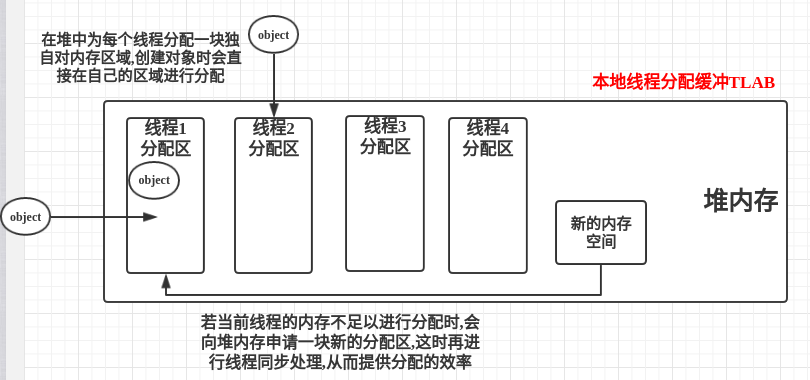 在堆中为每个线程分配一块独
自对内存区域,创建对象时会直
接在自己的区域进行分配
object
本地线程分配缓冲TLAB
线程1
分配区
线程2
分配区
线程3
分配区
线程4
分配区
object
object
堆内存
新的内存
空间
若当前线程的内存不足以进行分配时,会
向堆内存申请一块新的分配区,这时再进
行线程同步处理,从而提供分配的效率